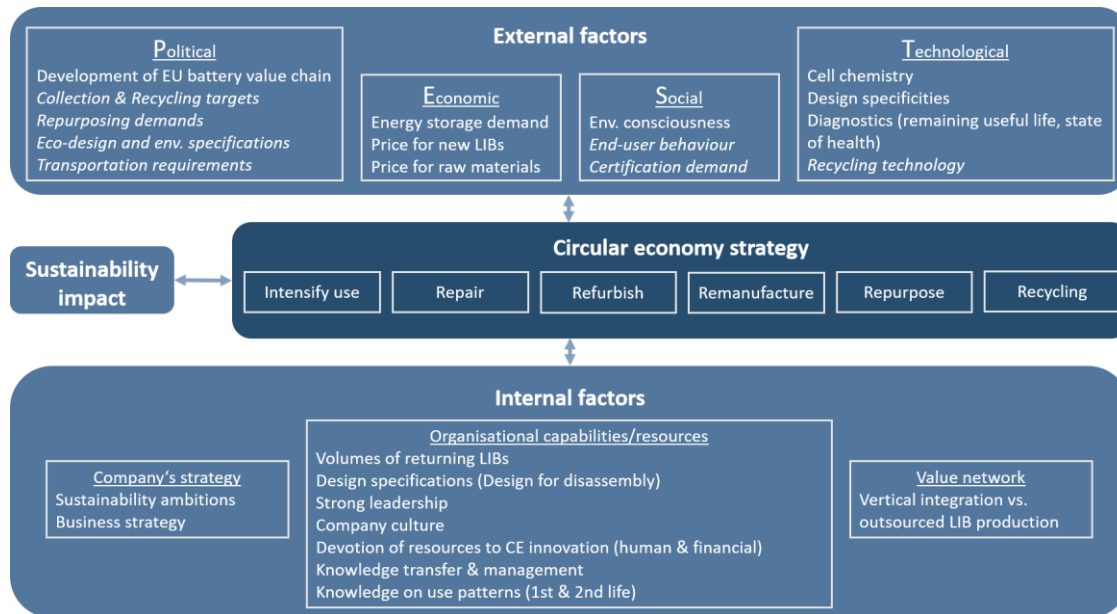 External factors
Political
Development of EU battery value chain
Collection & Recycling targets
Repurposing demands
Eco-design and env. specifications
Transportation requirements
Economic
Energy storage demand
Price for new LIBs
Price for raw materials
Social
Env. consciousness
End-user behaviour
Certification demand
Technological
Cell chemistry
Design specificities
Diagnostics (remaining useful life, state
of health)
Recycling technology
Sustainability
impact
Circular economy strategy
Intensify use
Repair
Refurbish
Remanufacture
Repurpose
Recycling
Internal factors
Company‘s strategy
Sustainability ambitions
Business strategy
Organisational capabilities/resources
Volumes of returning LIBs
Design specifications (Design for disassembly)
Strong leadership
Company culture
Devotion of resources to CE innovation (human & financial)
Knowledge transfer & management
Knowledge on use patterns (1st & 2nd life)
Value network
Vertical integration vs.
outsourced LIB production